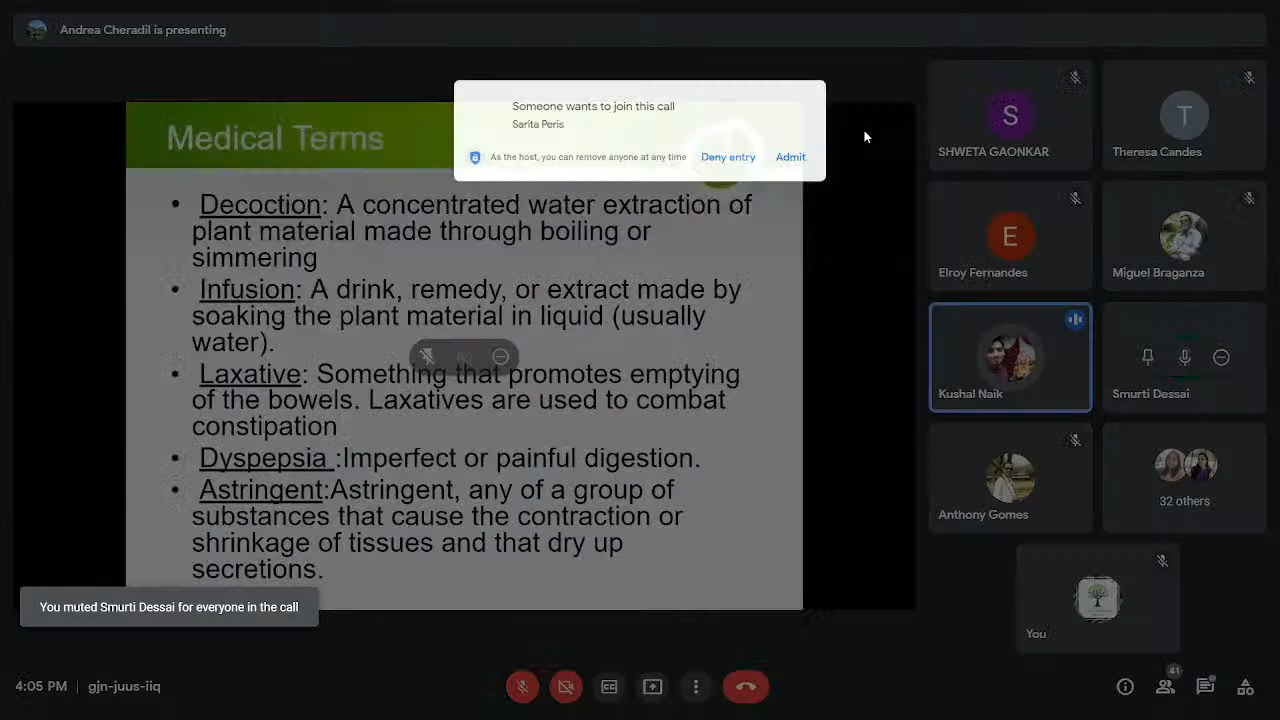 Andrea Cheradil is presenting
Someone wants to join this call
Sarita Peris
As the host, you can remove anyone at any time
Deny entry
Admit
Medical Terms
• Decoction: A concentrated water extraction of
plant material made through boiling or
simmering
• Infusion: A drink, remedy, or extract made by
soaking the plant material in liquid (usually
water).
• Laxative: Something that promotes emptying
of the bowels. Laxatives are used to combat
constipation
• Dyspepsia :Imperfect or painful digestion.
• Astringent:Astringent, any of a group of
substances that cause the contraction or
shrinkage of tissues and that dry up
secretions.
You muted Smurti Dessai for everyone in the call
S
SHWETA GAONKAR
T
Theresa Candes
E
Elroy Fernandes
Miguel Braganza
Kushal Naik
Smurti Dessai
Anthony Gomes
32 others
You
4:05 PM | gjn-juus-iiq
CC
41